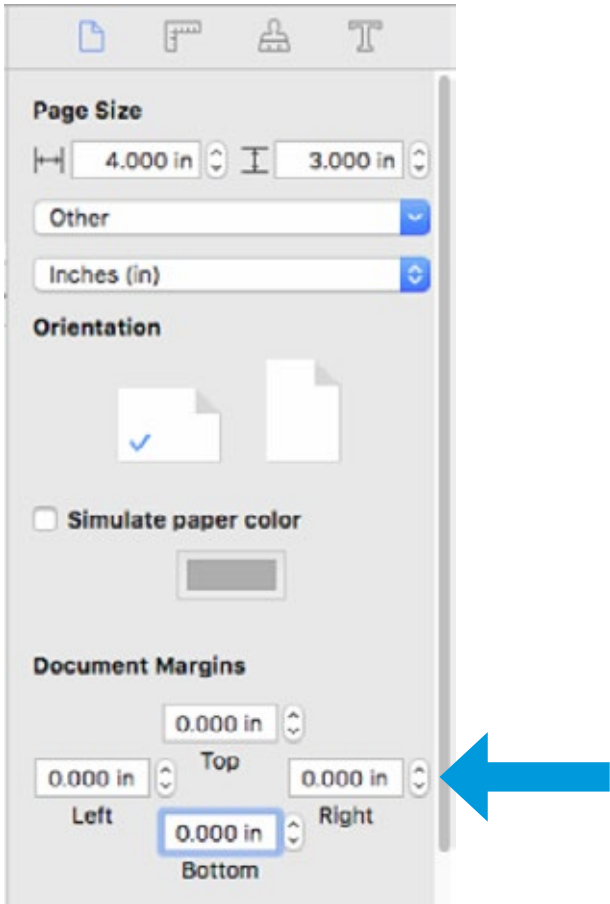 T
Page Size
4.000 in 3.000 in
Other
Inches (in)
Orientation
Simulate paper color
Document Margins
0.000 in
Top
0.000 in 0.000 in
Left Right
0.000 in
Bottom